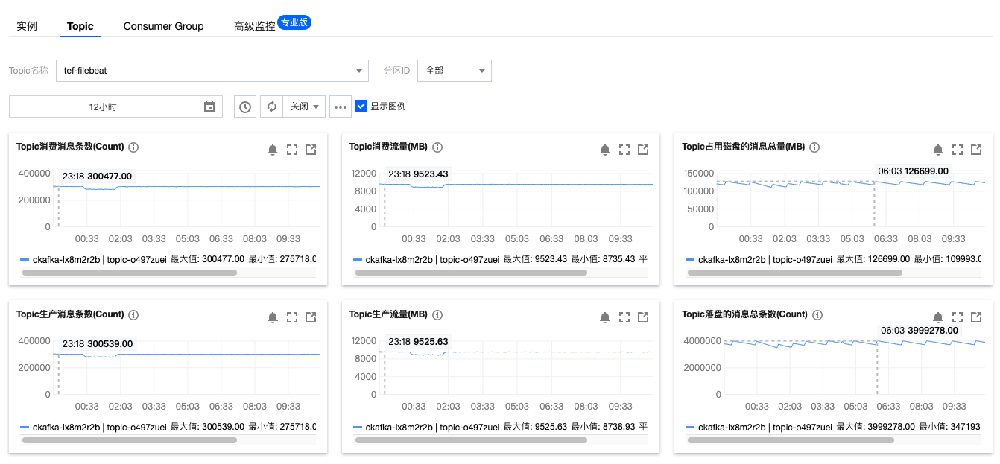 实例 Topic Consumer Group 高级监控 专业版
Topic名称 tef-filebeat 分区ID 全部
12小时 关闭 显示图例
Topic消费消息条数(Count)
23:18 300477.00
400000
200000
0
00:33 02:03 03:33 05:03 06:33 08:03 09:33
ckafka-lx8m2r2b | topic-o497zuei 最大值: 300477.00 最小值: 275718.0
Topic消费流量(MB)
23:18 9523.43
12000
8000
4000
0
00:33 02:03 03:33 05:03 06:33 08:03 09:33
ckafka-lx8m2r2b | topic-o497zuei 最大值: 9523.43 最小值: 8735.43 平
Topic占用磁盘的消息总量(MB)
06:03 126699.00
150000
100000
50000
0
00:33 02:03 03:33 05:03 06:33 08:03 09:33
ckafka-lx8m2r2b | topic-o497zuei 最大值: 126699.00 最小值: 109993.0
Topic生产消息条数(Count)
23:18 300539.00
400000
200000
0
00:33 02:03 03:33 05:03 06:33 08:03 09:33
ckafka-lx8m2r2b | topic-o497zuei 最大值: 300539.00 最小值: 275718.0
Topic生产流量(MB)
23:18 9525.63
12000
8000
4000
0
00:33 02:03 03:33 05:03 06:33 08:03 09:33
ckafka-lx8m2r2b | topic-o497zuei 最大值: 9525.63 最小值: 8738.93 平
Topic落盘的消息总条数(Count)
06:03 3999278.00
4000000
2000000
0
00:33 02:03 03:33 05:03 06:33 08:03 09:33
ckafka-lx8m2r2b | topic-o497zuei 最大值: 3999278.00 最小值: 347193